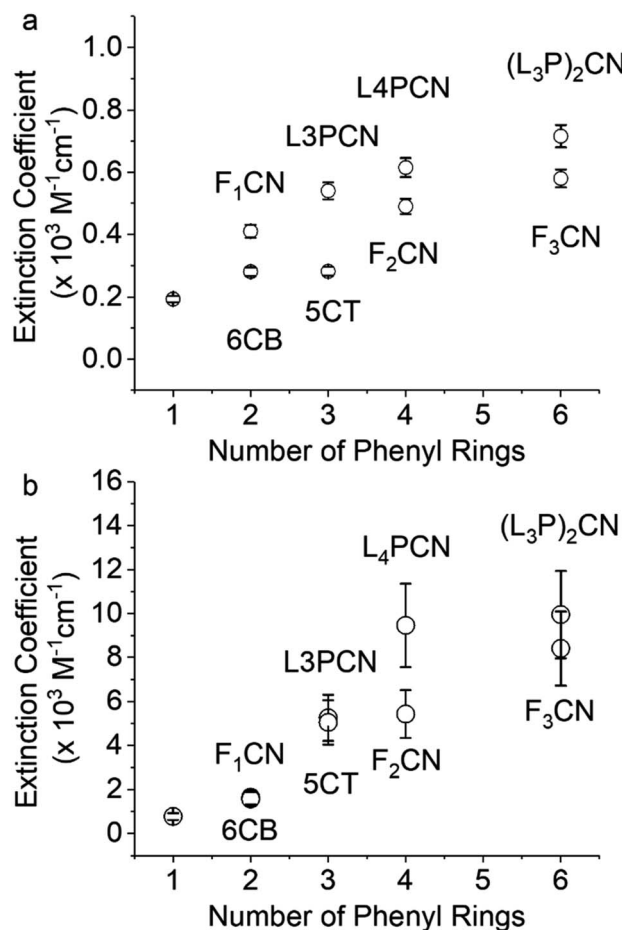 a
Extinction Coefficient
(x 10³ M⁻¹cm⁻¹)
1.0
0.8
0.6
0.4
0.2
0.0
(L₃P)₂CN
L4PCN
L3PCN
F₁CN
F₂CN
F₃CN
5CT
6CB
1 2 3 4 5 6
Number of Phenyl Rings
b
Extinction Coefficient
(x 10³ M⁻¹cm⁻¹)
16
14
12
10
8
6
4
2
0
(L₃P)₂CN
L₄PCN
L3PCN
F₁CN
F₃CN
F₂CN
5CT
6CB
1 2 3 4 5 6
Number of Phenyl Rings